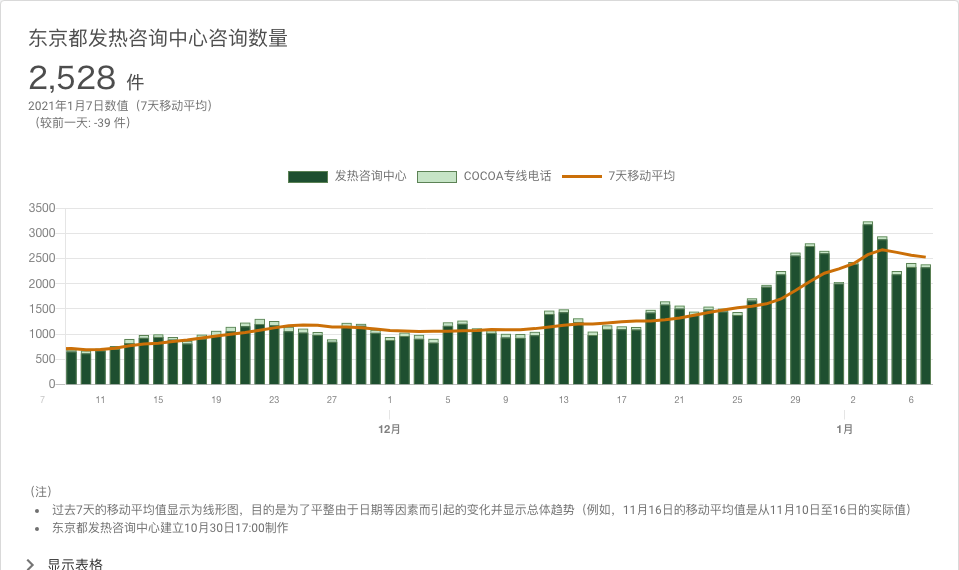 东京都发热咨询中心咨询数量
2,528 件
2021年1月7日数值（7天移动平均）
（较前一天: -39 件）
发热咨询中心 COCOA专线电话 7天移动平均
3500
3000
2500
2000
1500
1000
500
0
7 11 15 19 23 27 1 5 9 13 17 21 25 29 2 6
12月 1月
（注）
• 过去7天的移动平均值显示为线形图，目的是为了平整由于日期等因素而引起的变化并显示总体趋势（例如，11月16日的移动平均值是从11月10日至16日的实际值）
• 东京都发热咨询中心建立10月30日17:00制作
显示表格